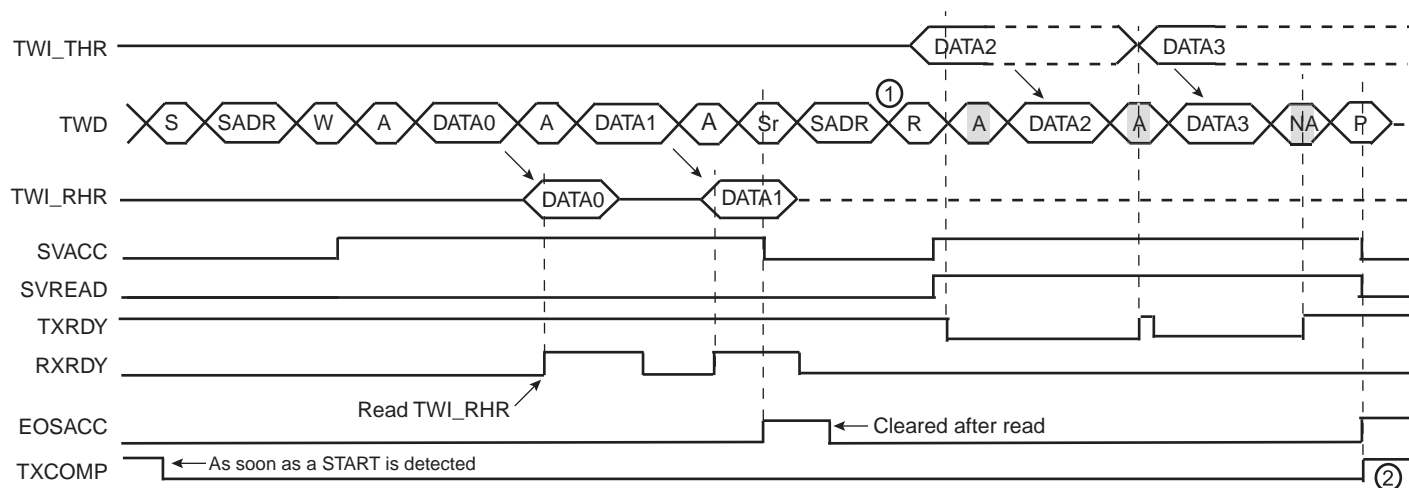 TWI_THR DATA2 DATA3
①
TWD S SADR W A DATA0 A DATA1 A Sr SADR R A DATA2 A DATA3 NA P
TWI_RHR DATA0 DATA1
SVACC
SVREAD
TXRDY
RXRDY
Read TWI_RHR
EOSACC Cleared after read
TXCOMP As soon as a START is detected ②